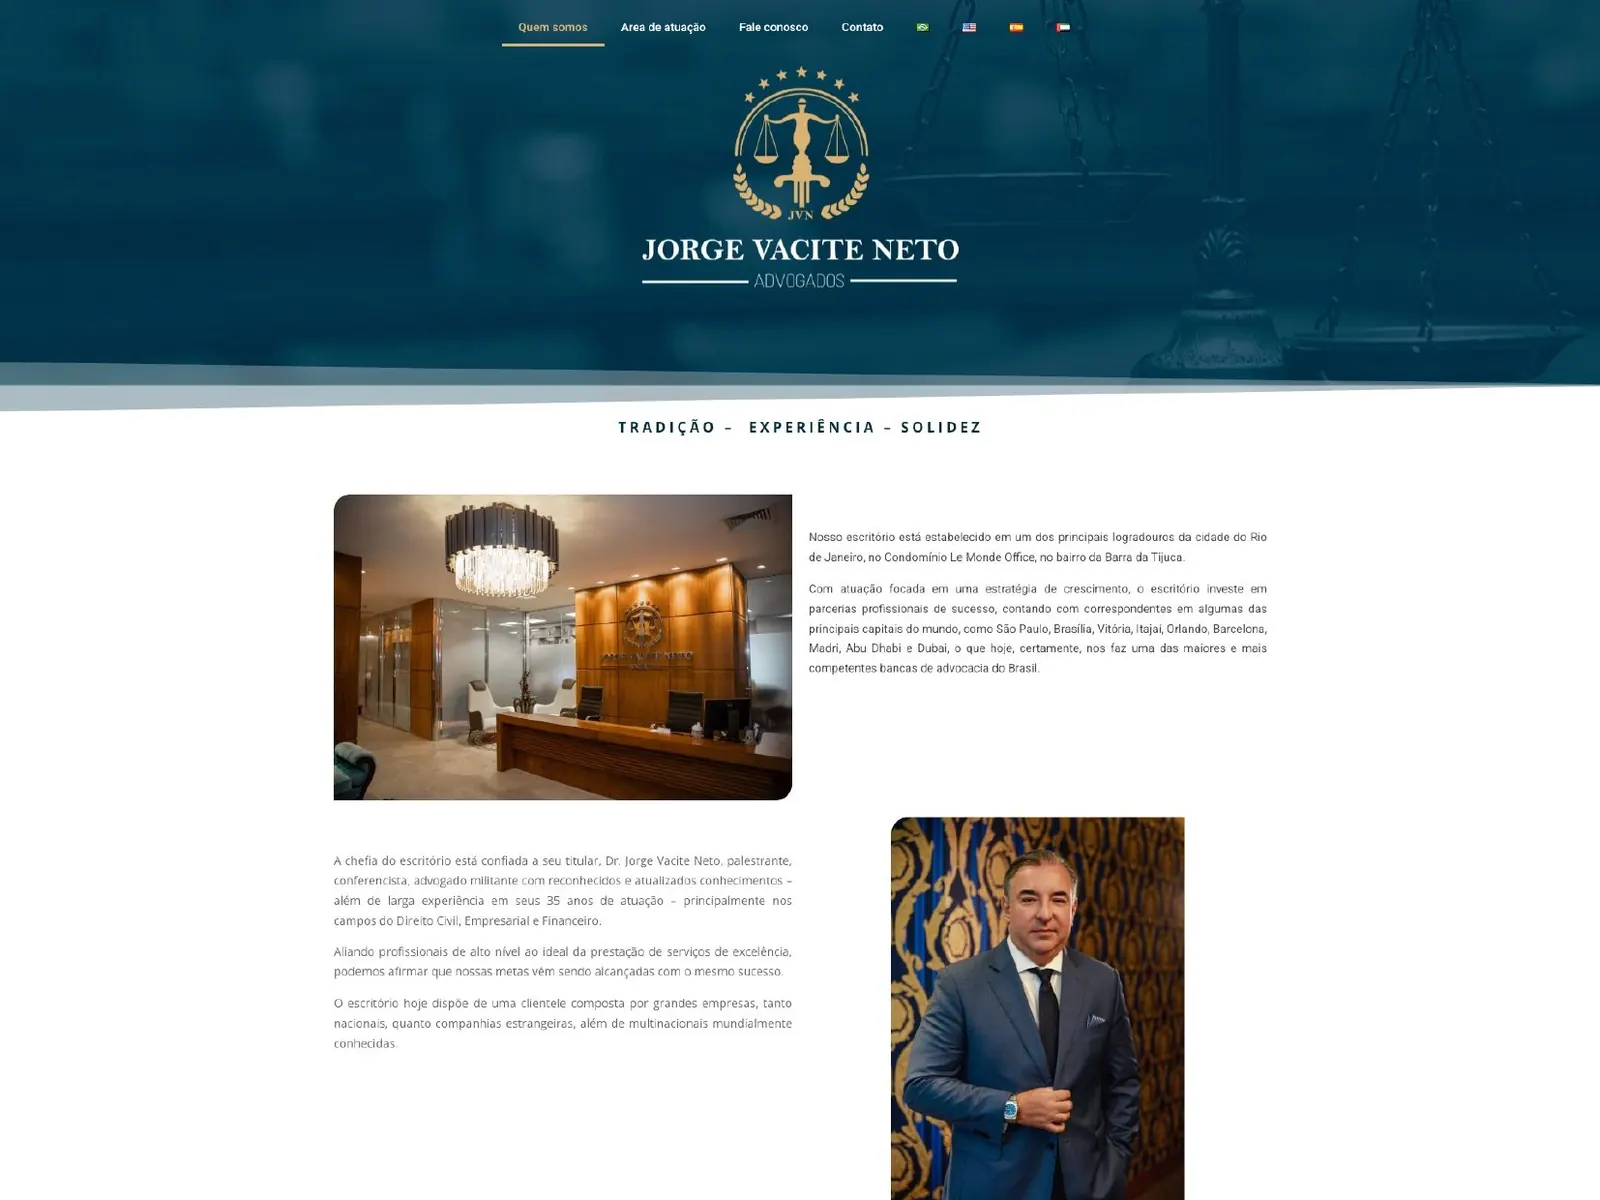 Quem somos Area de atuação Fale conosco Contato
JVN
JORGE VACITE NETO
ADVOGADOS
TRADIÇÃO – EXPERIÊNCIA – SOLIDEZ
Nosso escritório está estabelecido em um dos principais logradouros da cidade do Rio
de Janeiro, no Condomínio Le Monde Office, no bairro da Barra da Tijuca.
Com atuação focada em uma estratégia de crescimento, o escritório investe em
parcerias profissionais de sucesso, contando com correspondentes em algumas das
principais capitais do mundo, como São Paulo, Brasília, Vitória, Itajaí, Orlando, Barcelona,
Madri, Abu Dhabi e Dubai, o que hoje, certamente, nos faz uma das maiores e mais
competentes bancas de advocacia do Brasil.
A chefia do escritório está confiada a seu titular, Dr. Jorge Vacite Neto, palestrante,
conferencista, advogado militante com reconhecidos e atualizados conhecimentos –
além de larga experiência em seus 35 anos de atuação – principalmente nos
campos do Direito Civil, Empresarial e Financeiro.
Aliando profissionais de alto nível ao ideal da prestação de serviços de excelência,
podemos afirmar que nossas metas vêm sendo alcançadas com o mesmo sucesso.
O escritório hoje dispõe de uma clientele composta por grandes empresas, tanto
nacionais, quanto companhias estrangeiras, além de multinacionais mundialmente
conhecidas.